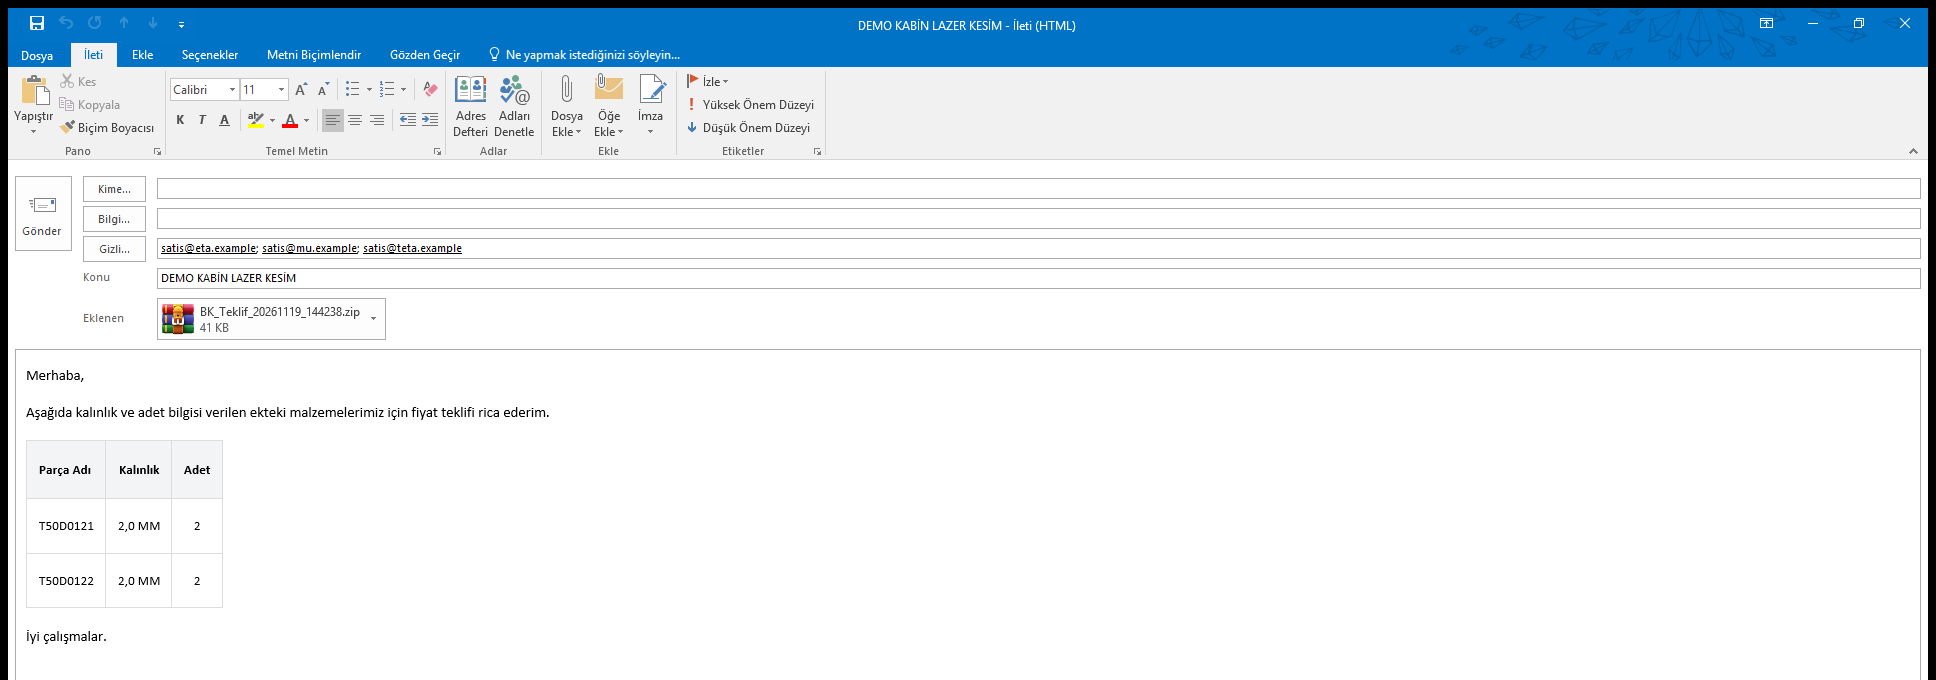 DEMO KABİN LAZER KESİM - İleti (HTML)
Dosya İleti Ekle Seçenekler Metni Biçimlendir Gözden Geçir Ne yapmak istediğinizi söyleyin...
Yapıştır
Kes
Kopyala
Biçim Boyacısı
Pano
Calibri 11
K T A
Temel Metin
Adres Defteri
Adları Denetle
Adlar
Dosya Ekle
Öğe Ekle
İmza
Ekle
İzle
Yüksek Önem Düzeyi
Düşük Önem Düzeyi
Etiketler
Gönder
Kime...
Bilgi...
Gizli... satis@eta.example; satis@mu.example; satis@teta.example
Konu DEMO KABİN LAZER KESİM
Eklenen BK_Teklif_20261119_144238.zip
41 KB
Merhaba,
Aşağıda kalınlık ve adet bilgisi verilen ekteki malzemelerimiz için fiyat teklifi rica ederim.
Parça Adı Kalınlık Adet
T50D0121 2,0 MM 2
T50D0122 2,0 MM 2
İyi çalışmalar.